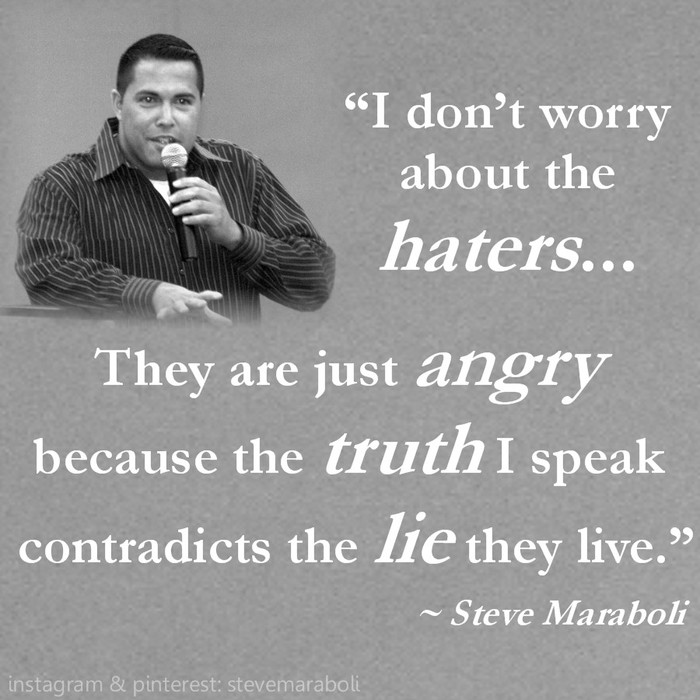 “I don’t worry
about the
haters...
They are just angry
because the truth I speak
contradicts the lie they live.”
~ Steve Maraboli
instagram & pinterest: stevemaraboli